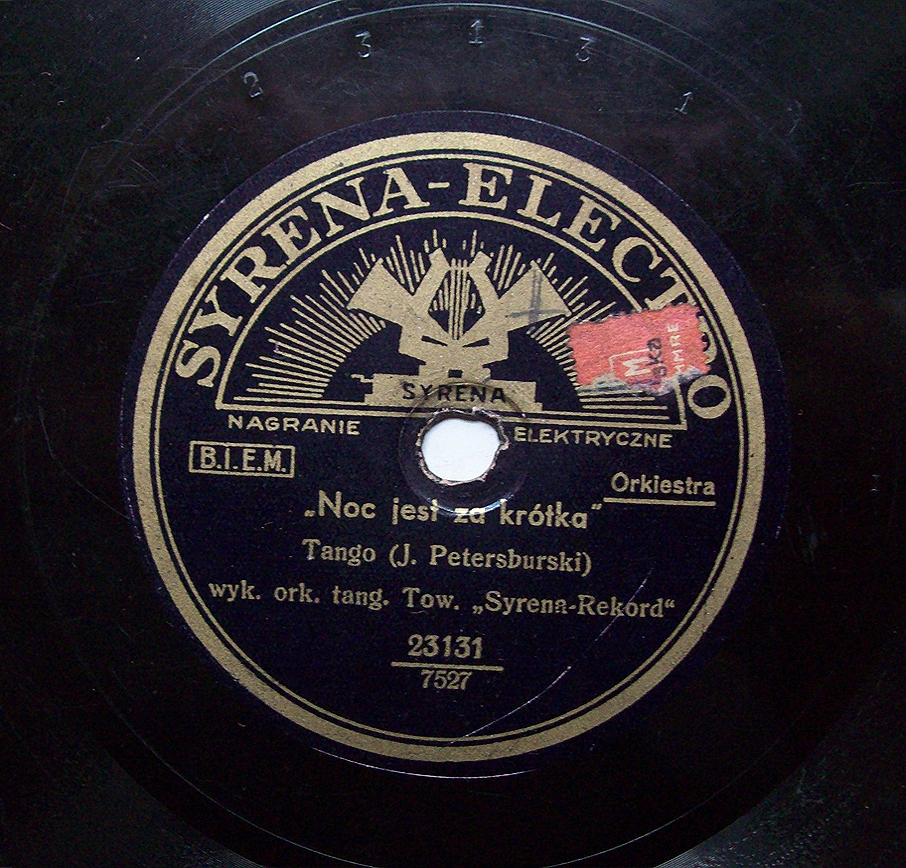 2 3 1 3 1
SYRENA-ELECTRO
SYRENA
NAGRANIE ELEKTRYCZNE
B.I.E.M.
Orkiestra
„Noc jest za krótka"
Tango (J. Petersburski)
wyk. ork. tang. Tow. „Syrena-Rekord"
23131
7527